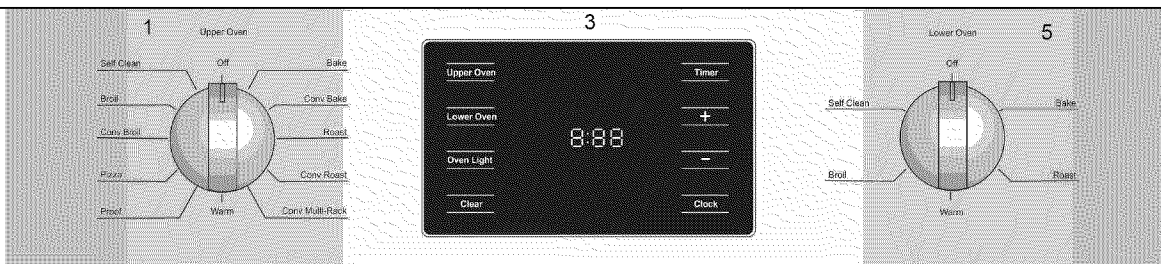 1
Upper Oven
Off
Self Clean
Bake
Broil
Conv Bake
Conv Broil
Roast
Pizza
Conv Roast
Proof
Warm
Conv Multi-Rack
3
Upper Oven
Timer
Lower Oven
+
8:88
Oven Light
-
Clear
Clock
Lower Oven
5
Off
Self Clean
Bake
Broil
Roast
Warm